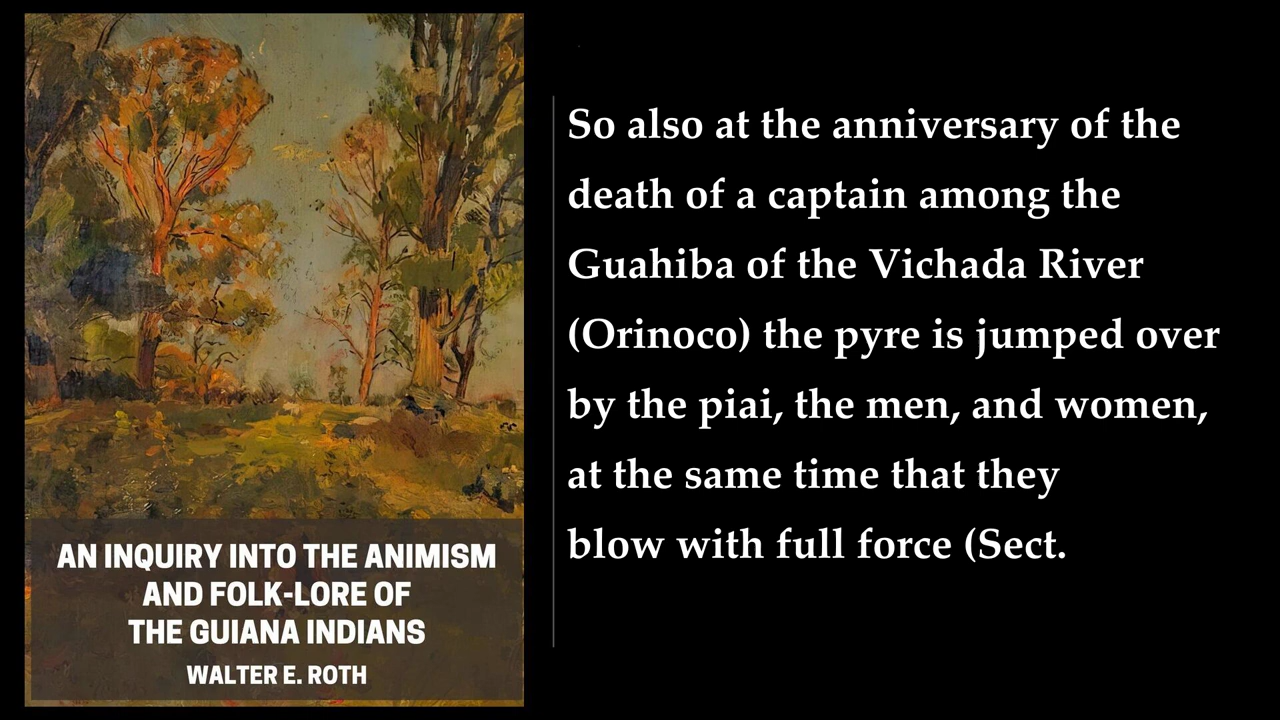 AN INQUIRY INTO THE ANIMISM
AND FOLK-LORE OF
THE GUIANA INDIANS
WALTER E. ROTH
So also at the anniversary of the
death of a captain among the
Guahiba of the Vichada River
(Orinoco) the pyre is jumped over
by the piai, the men, and women,
at the same time that they
blow with full force (Sect.